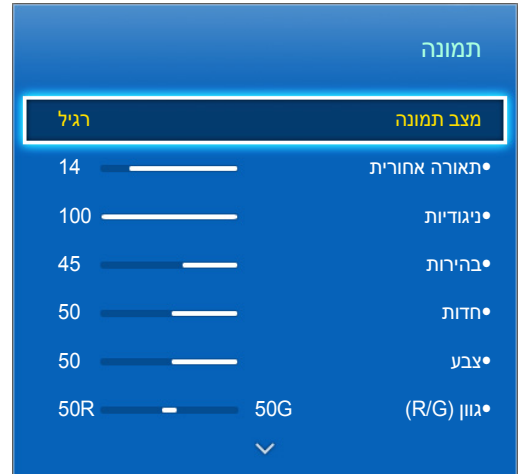 תמונה
מצב תמונה רגיל
•תאורה אחורית 14
•ניגודיות 100
•בהירות 45
•חדות 50
•צבע 50
•גוון (R/G) 50G 50R